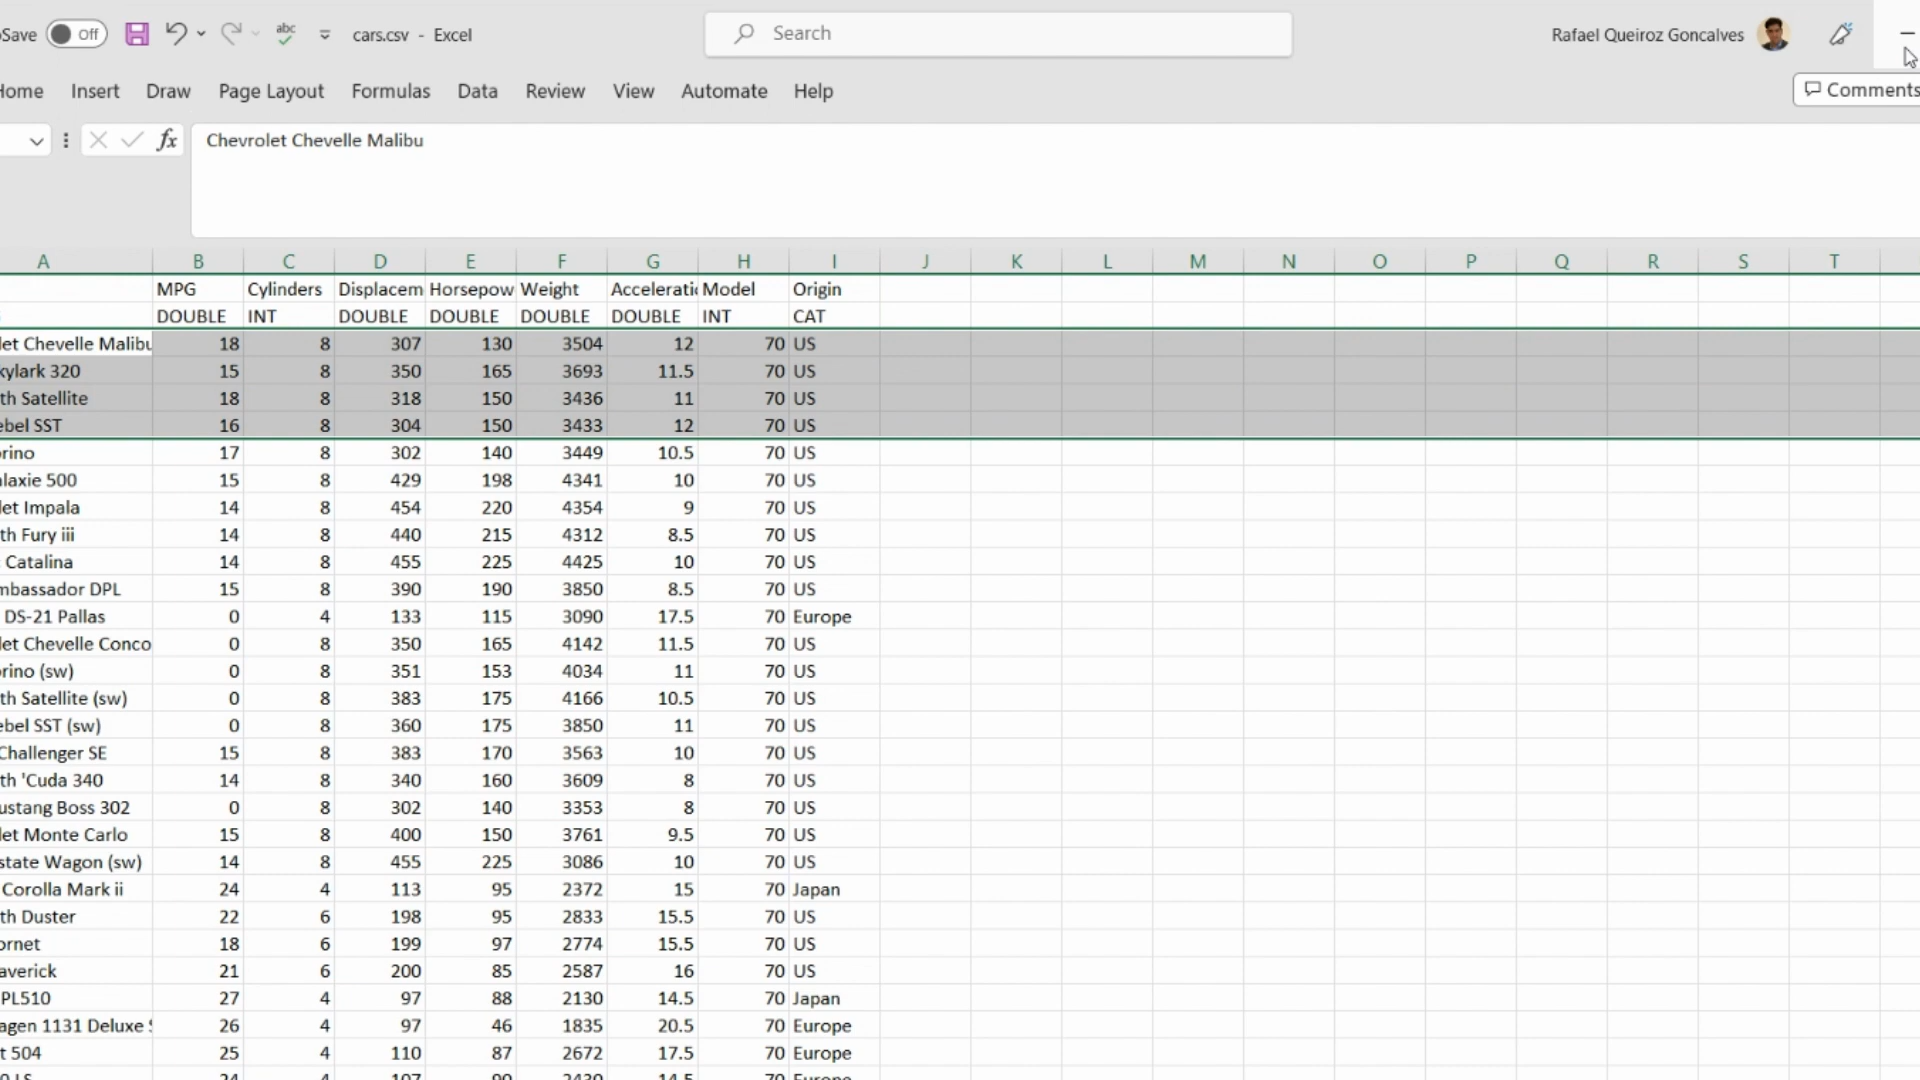 Save Off abc cars.csv - Excel Search Rafael Queiroz Goncalves
Home Insert Draw Page Layout Formulas Data Review View Automate Help Comments
fx Chevrolet Chevelle Malibu
A B C D E F G H I J K L M N O P Q R S T
MPG Cylinders Displacem Horsepow Weight Acceleratic Model Origin
DOUBLE INT DOUBLE DOUBLE DOUBLE DOUBLE INT CAT
let Chevelle Malibu 18 8 307 130 3504 12 70 US
kylark 320 15 8 350 165 3693 11.5 70 US
th Satellite 18 8 318 150 3436 11 70 US
ebel SST 16 8 304 150 3433 12 70 US
rino 17 8 302 140 3449 10.5 70 US
alaxie 500 15 8 429 198 4341 10 70 US
let Impala 14 8 454 220 4354 9 70 US
th Fury iii 14 8 440 215 4312 8.5 70 US
Catalina 14 8 455 225 4425 10 70 US
mbassador DPL 15 8 390 190 3850 8.5 70 US
DS-21 Pallas 0 4 133 115 3090 17.5 70 Europe
let Chevelle Conco 0 8 350 165 4142 11.5 70 US
rino (sw) 0 8 351 153 4034 11 70 US
th Satellite (sw) 0 8 383 175 4166 10.5 70 US
ebel SST (sw) 0 8 360 175 3850 11 70 US
Challenger SE 15 8 383 170 3563 10 70 US
th 'Cuda 340 14 8 340 160 3609 8 70 US
ustang Boss 302 0 8 302 140 3353 8 70 US
let Monte Carlo 15 8 400 150 3761 9.5 70 US
state Wagon (sw) 14 8 455 225 3086 10 70 US
Corolla Mark ii 24 4 113 95 2372 15 70 Japan
th Duster 22 6 198 95 2833 15.5 70 US
ornet 18 6 199 97 2774 15.5 70 US
averick 21 6 200 85 2587 16 70 US
PL510 27 4 97 88 2130 14.5 70 Japan
agen 1131 Deluxe 26 4 97 46 1835 20.5 70 Europe
t 504 25 4 110 87 2672 17.5 70 Europe
0 LS 24 4 107 90 2430 14.5 70 Europe